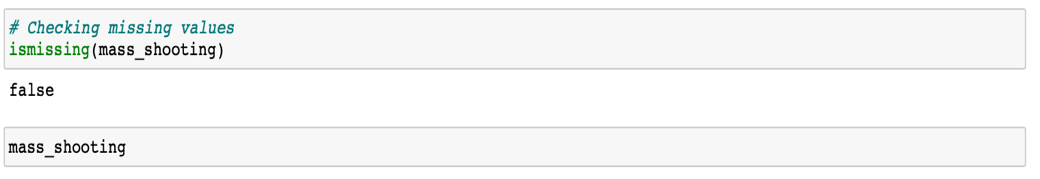 # Checking missing values
ismissing(mass_shooting)
false
mass_shooting